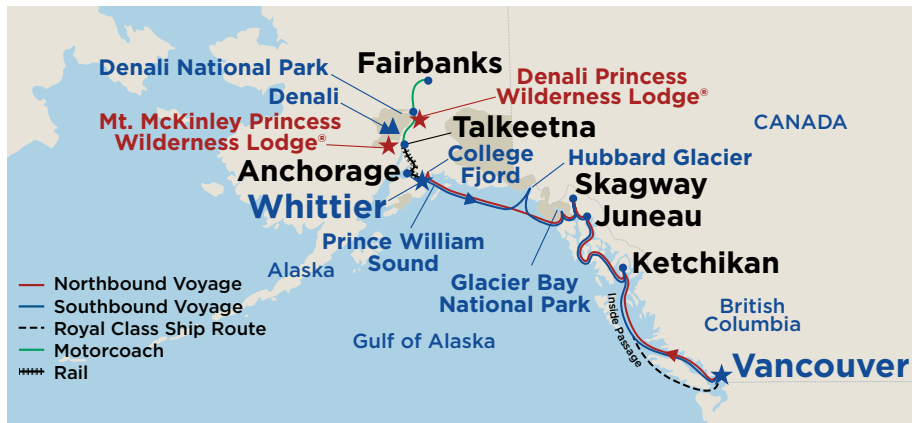 Fairbanks
Denali National Park
Denali Princess
Wilderness Lodge®
Denali
Mt. McKinley Princess
Wilderness Lodge®
Talkeetna
CANADA
College
Fjord
Hubbard Glacier
Anchorage
Skagway
Whittier
Juneau
Prince William
Sound
Alaska
Glacier Bay
National Park
Ketchikan
Northbound Voyage
Southbound Voyage
Royal Class Ship Route
Motorcoach
Rail
Gulf of Alaska
Inside Passage
British
Columbia
Vancouver